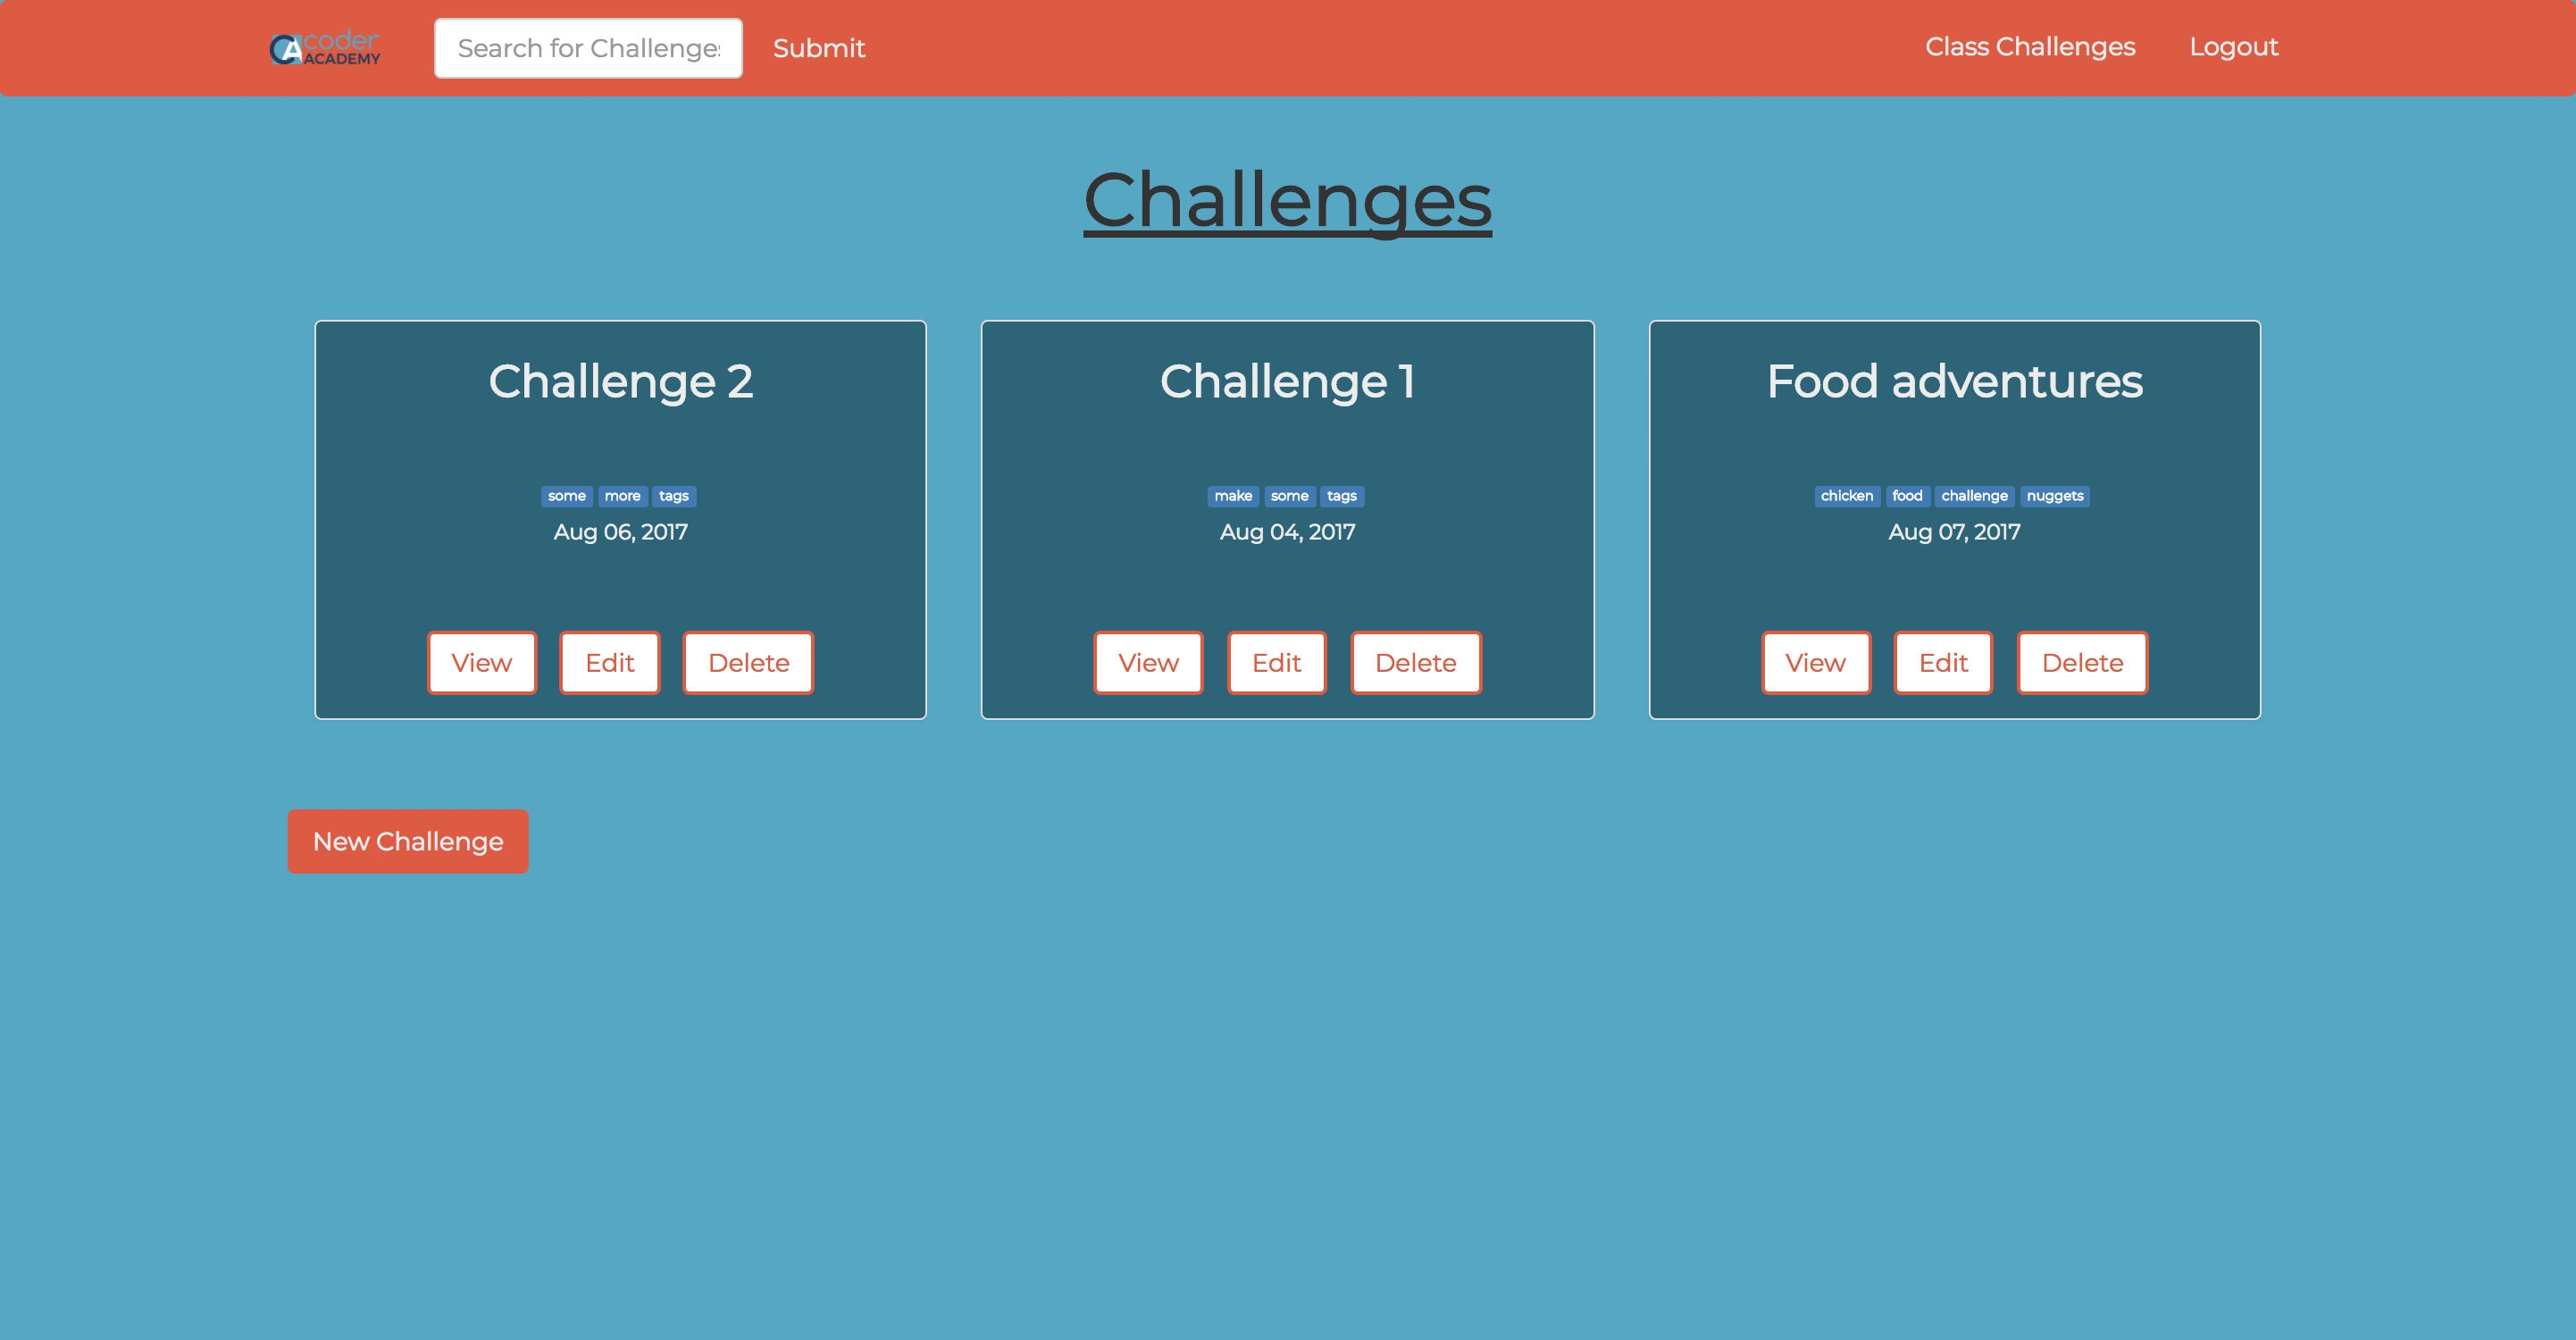 CA coder ACADEMY Search for Challenges Submit Class Challenges Logout
Challenges
Challenge 2
some more tags
Aug 06, 2017
View Edit Delete
Challenge 1
make some tags
Aug 04, 2017
View Edit Delete
Food adventures
chicken food challenge nuggets
Aug 07, 2017
View Edit Delete
New Challenge